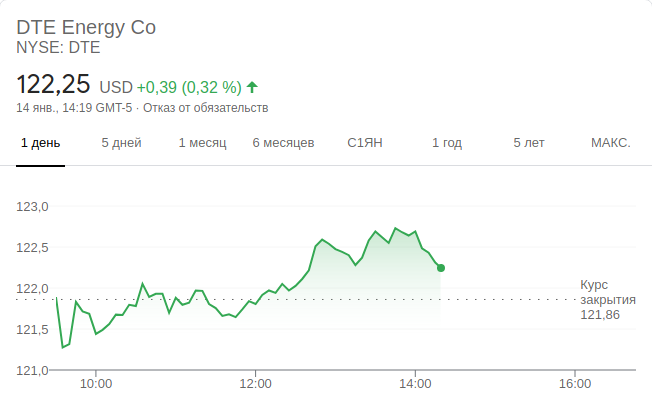 DTE Energy Co
NYSE: DTE
122,25 USD +0,39 (0,32 %)
14 янв., 14:19 GMT-5 · Отказ от обязательств
1 день 5 дней 1 месяц 6 месяцев С1ЯН 1 год 5 лет МАКС.
123,0
122,5
122,0
121,5
121,0
Курс
закрытия
121,86
10:00 12:00 14:00 16:00